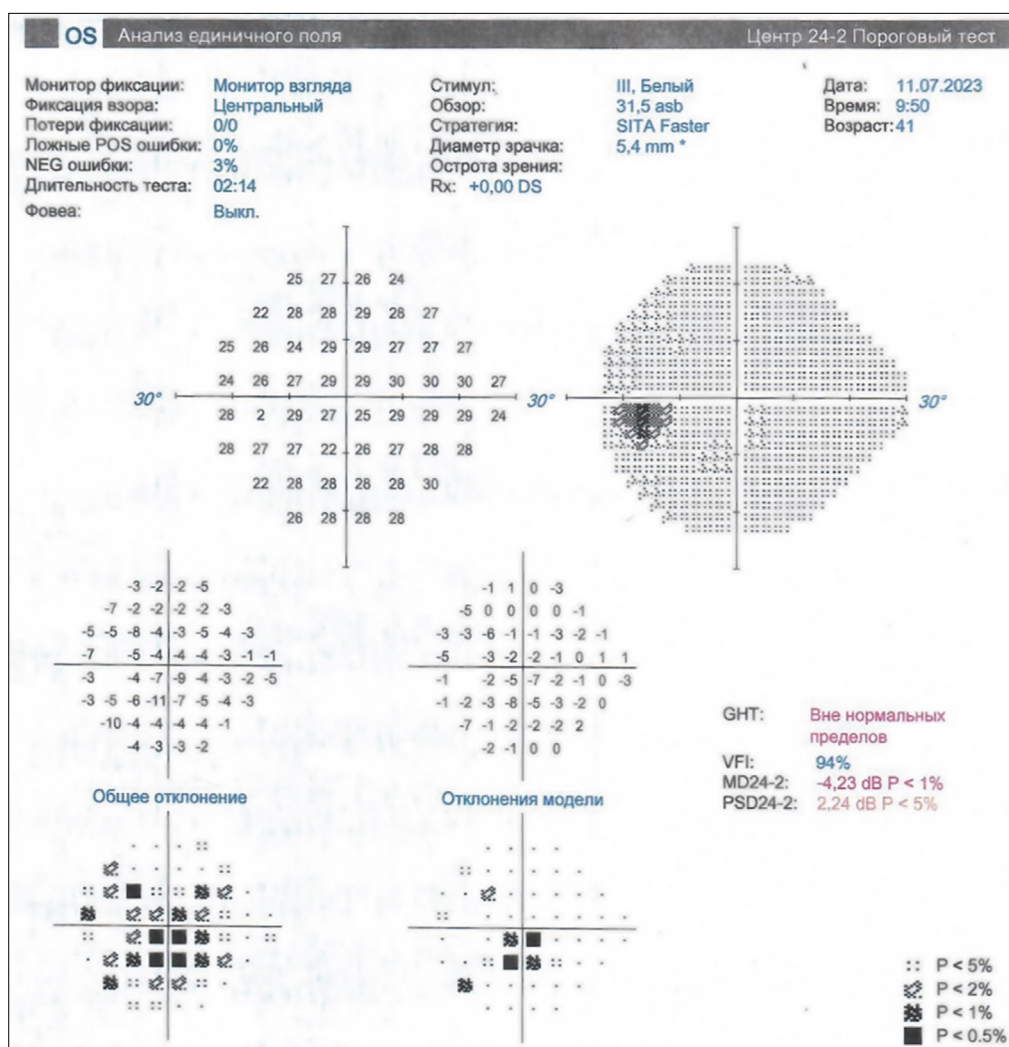 OS Анализ единичного поля Центр 24-2 Пороговый тест
Монитор фиксации: Монитор взгляда Стимул: III, Белый Дата: 11.07.2023
Фиксация взора: Центральный Обзор: 31,5 asb Время: 9:50
Потери фиксации: 0/0 Стратегия: SITA Faster Возраст: 41
Ложные POS ошибки: 0% Диаметр зрачка: 5,4 mm *
NEG ошибки: 3% Острота зрения:
Длительность теста: 02:14 Rx: +0,00 DS
Фовеа: Выкл.
25 27 26 24
22 28 28 29 28 27
25 26 24 29 29 27 27 27
24 26 27 29 29 30 30 30 27
30° 30° 30°
28 2 29 27 25 29 29 29 24
28 27 27 22 26 27 28 28
22 28 28 28 28 30
26 28 28 28
-3 -2 -2 -5 -1 1 0 -3
-7 -2 -2 -2 -2 -3 -5 0 0 0 0 -1
-5 -5 -8 -4 -3 -5 -4 -3 -3 -3 -6 -1 -1 -3 -2 -1
-7 -5 -4 -4 -4 -3 -1 -1 -5 -3 -2 -2 -1 0 1 1
-3 -4 -7 -9 -4 -3 -2 -5 -1 -2 -5 -7 -2 -1 0 -3
-3 -5 -6 -11 -7 -5 -4 -3 -1 -2 -3 -8 -5 -3 -2 0
-10 -4 -4 -4 -4 -1 -7 -1 -2 -2 -2 2
-4 -3 -3 -2 -2 -1 0 0
GHT: Вне нормальных
пределов
VFI: 94%
MD24-2: -4,23 dB P < 1%
PSD24-2: 2,24 dB P < 5%
Общее отклонение Отклонения модели
P < 5%
P < 2%
P < 1%
P < 0.5%